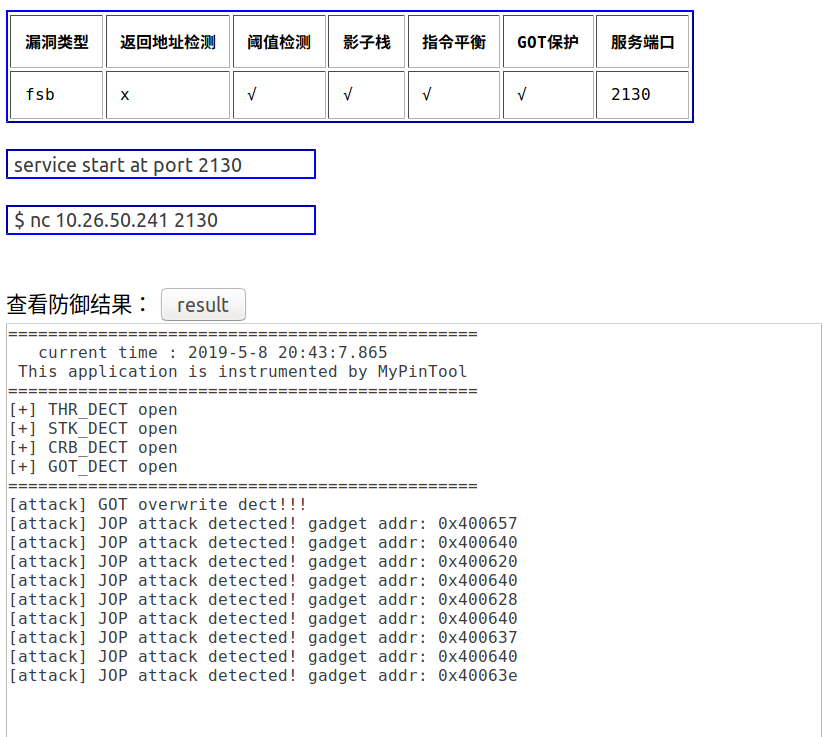 漏洞类型 返回地址检测 阈值检测 影子栈 指令平衡 GOT保护 服务端口
fsb x √ √ √ √ 2130
service start at port 2130
$ nc 10.26.50.241 2130
查看防御结果： result
===============================================
current time : 2019-5-8 20:43:7.865
This application is instrumented by MyPinTool
===============================================
[+] THR_DECT open
[+] STK_DECT open
[+] CRB_DECT open
[+] GOT_DECT open
===============================================
[attack] GOT overwrite dect!!!
[attack] JOP attack detected! gadget addr: 0x400657
[attack] JOP attack detected! gadget addr: 0x400640
[attack] JOP attack detected! gadget addr: 0x400620
[attack] JOP attack detected! gadget addr: 0x400640
[attack] JOP attack detected! gadget addr: 0x400628
[attack] JOP attack detected! gadget addr: 0x400640
[attack] JOP attack detected! gadget addr: 0x400637
[attack] JOP attack detected! gadget addr: 0x400640
[attack] JOP attack detected! gadget addr: 0x40063e